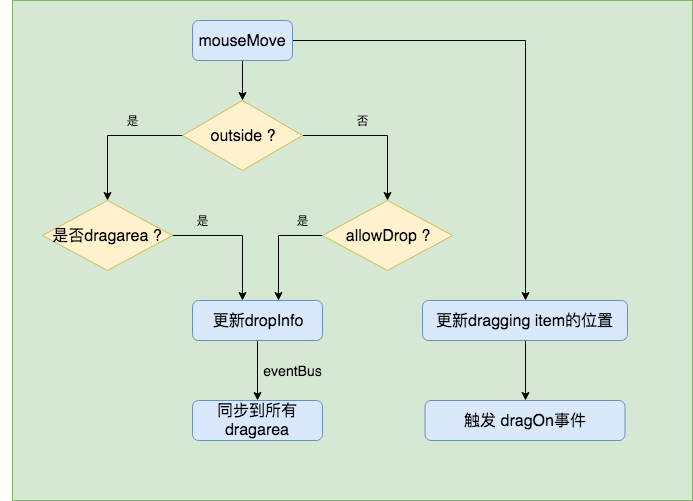 mouseMove
是
outside ?
否
是否dragarea ?
是
是
allowDrop ?
更新dropInfo
更新dragging item的位置
eventBus
同步到所有
dragarea
触发 dragOn事件